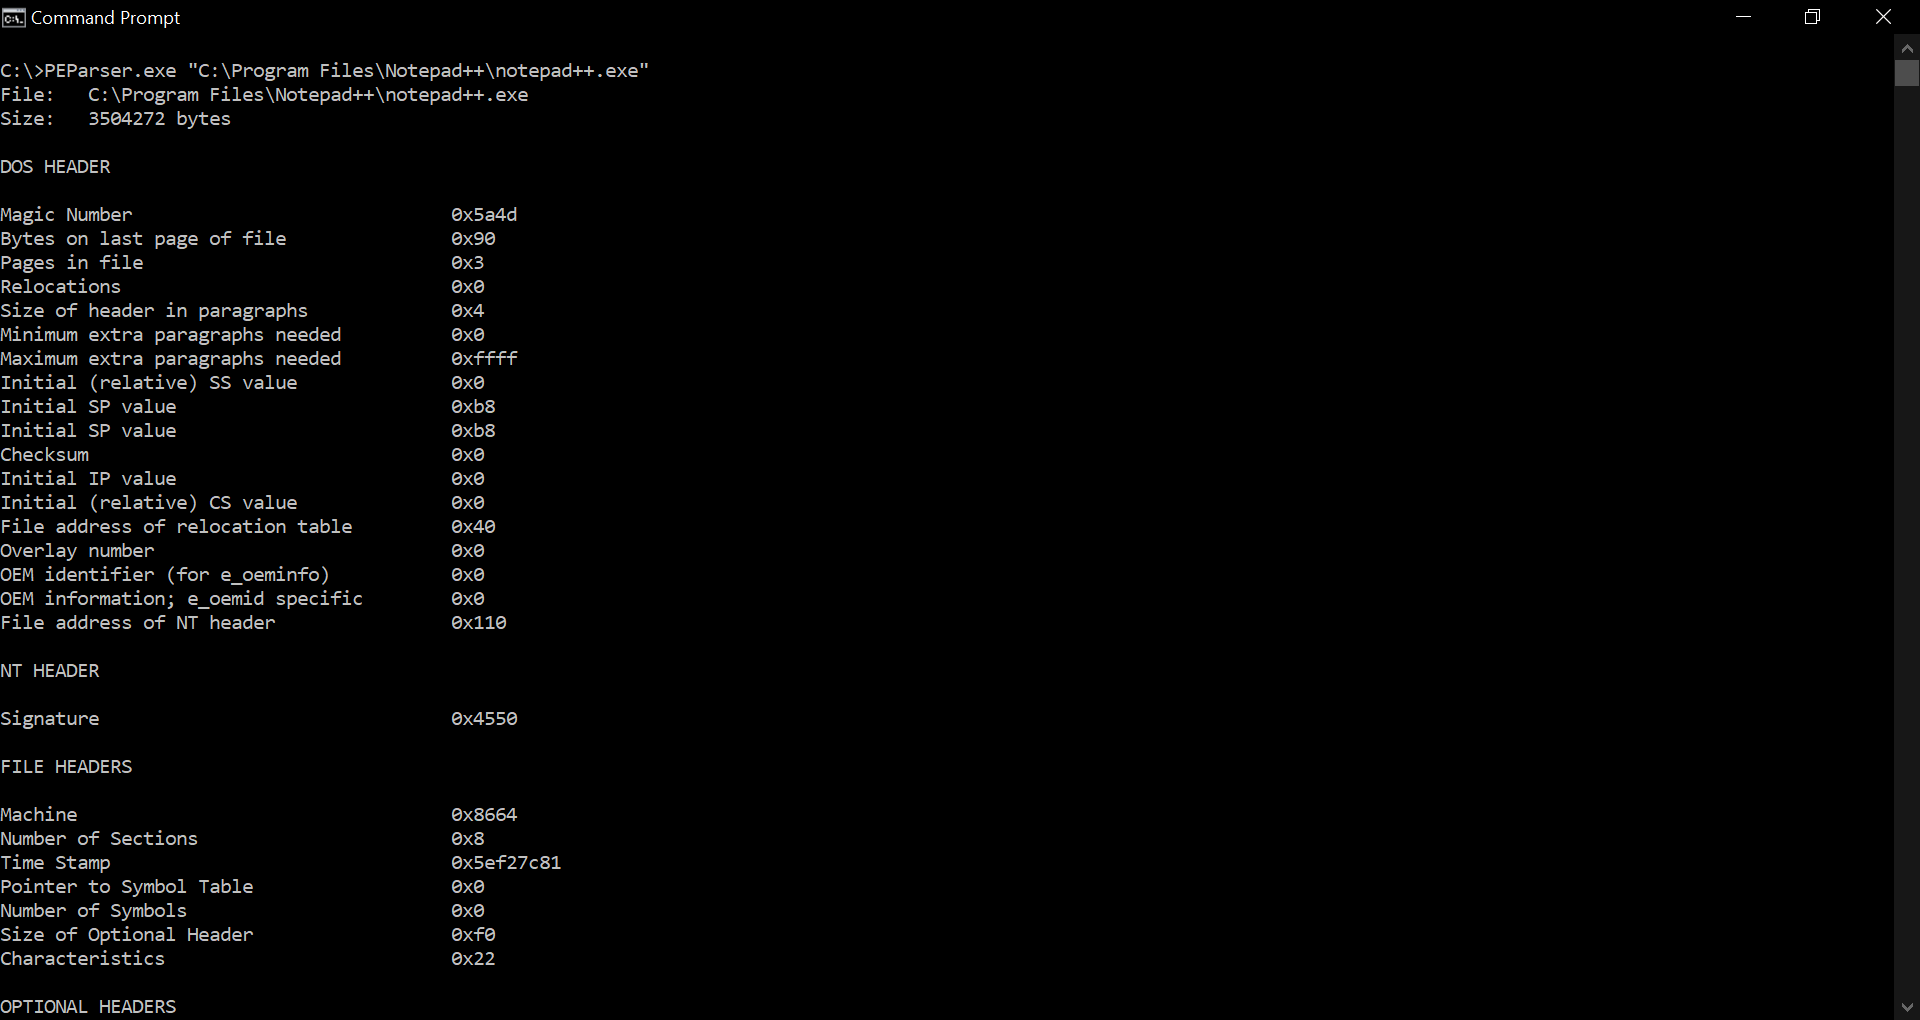 Command Prompt
C:\>PEParser.exe "C:\Program Files\Notepad++\notepad++.exe"
File:   C:\Program Files\Notepad++\notepad++.exe
Size:   3504272 bytes
DOS HEADER
Magic Number                             0x5a4d
Bytes on last page of file               0x90
Pages in file                            0x3
Relocations                              0x0
Size of header in paragraphs             0x4
Minimum extra paragraphs needed          0x0
Maximum extra paragraphs needed          0xffff
Initial (relative) SS value              0x0
Initial SP value                         0xb8
Initial SP value                         0xb8
Checksum                                 0x0
Initial IP value                         0x0
Initial (relative) CS value              0x0
File address of relocation table         0x40
Overlay number                           0x0
OEM identifier (for e_oeminfo)           0x0
OEM information; e_oemid specific        0x0
File address of NT header                0x110
NT HEADER
Signature                                0x4550
FILE HEADERS
Machine                                  0x8664
Number of Sections                       0x8
Time Stamp                               0x5ef27c81
Pointer to Symbol Table                  0x0
Number of Symbols                        0x0
Size of Optional Header                  0xf0
Characteristics                          0x22
OPTIONAL HEADERS